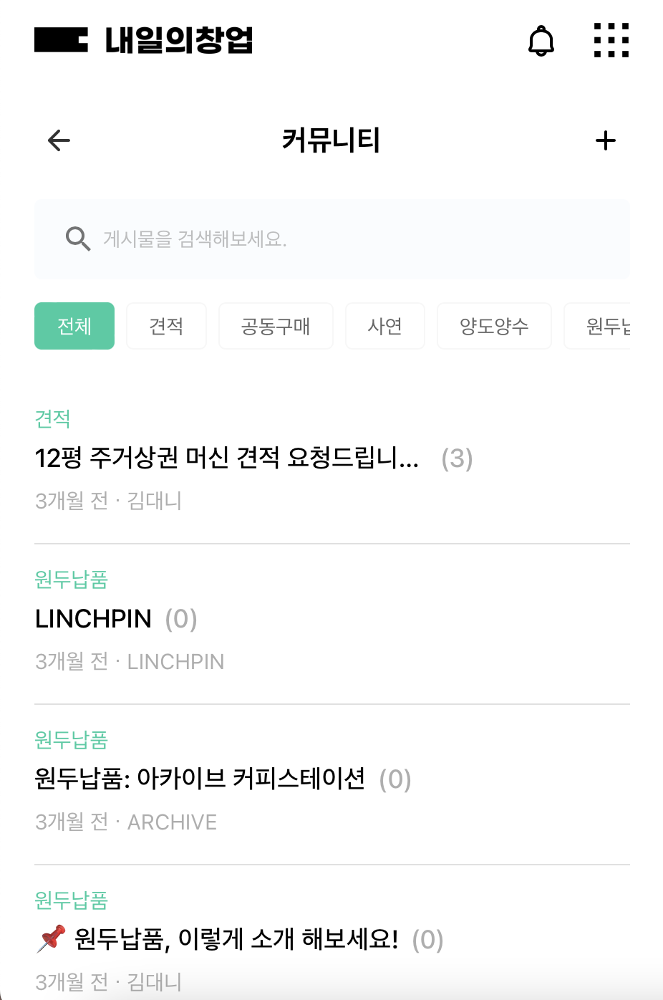 내일의창업
커뮤니티
게시물을 검색해보세요.
전체 견적 공동구매 사연 양도양수 원두납
견적
12평 주거상권 머신 견적 요청드립니... (3)
3개월 전 · 김대니
원두납품
LINCHPIN (0)
3개월 전 · LINCHPIN
원두납품
원두납품: 아카이브 커피스테이션 (0)
3개월 전 · ARCHIVE
원두납품
📌 원두납품, 이렇게 소개 해보세요! (0)
3개월 전 · 김대니